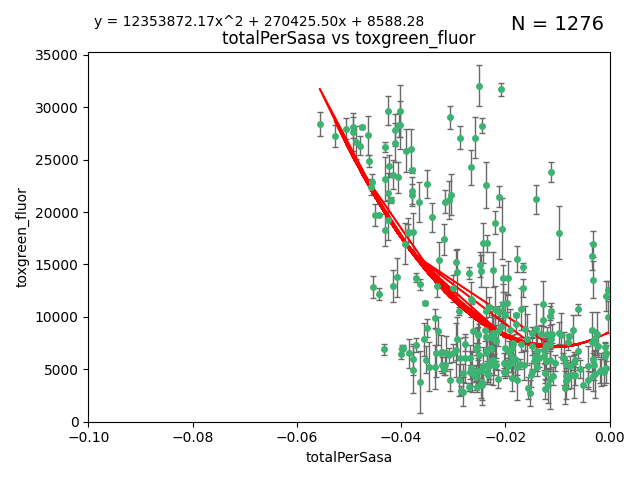 y = 12353872.17x^2 + 270425.50x + 8588.28
N = 1276
totalPerSasa vs toxgreen_fluor
35000
30000
25000
20000
15000
10000
5000
0
toxgreen_fluor
−0.10 −0.08 −0.06 −0.04 −0.02 0.00
totalPerSasa